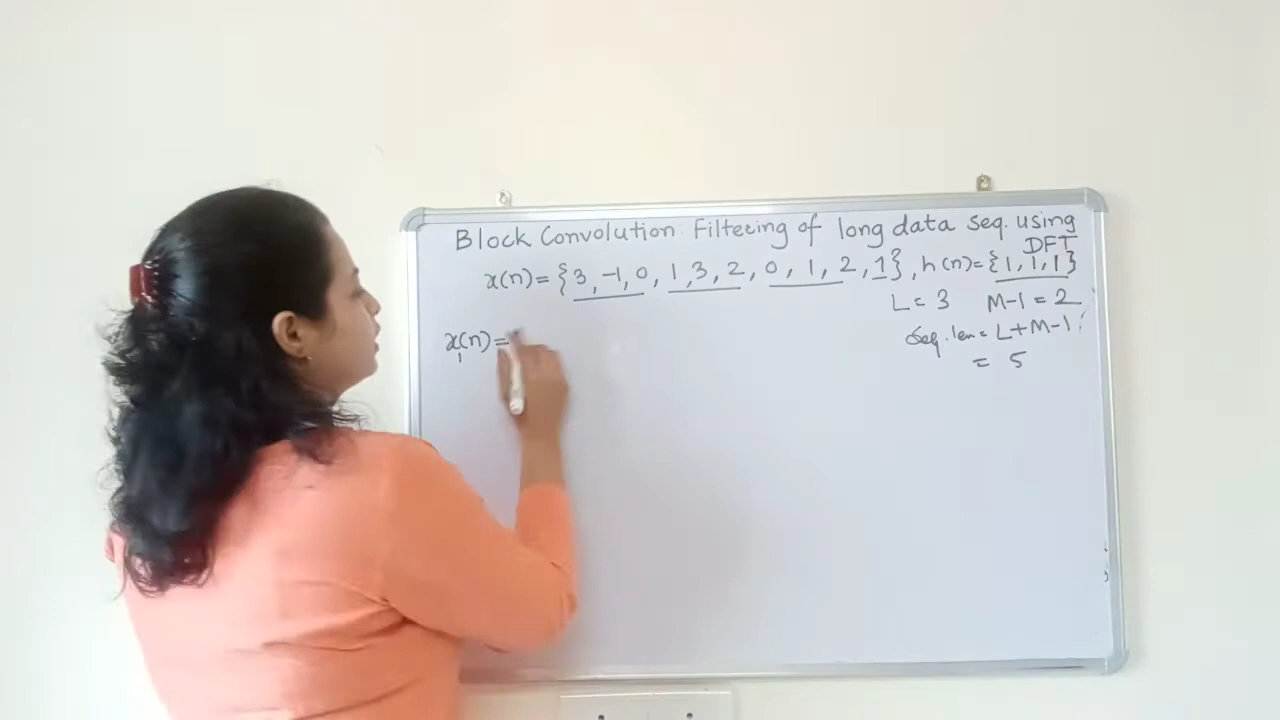 Block Convolution: Filtering of long data seq. using DFT
x(n) = {3, -1, 0, 1, 3, 2, 0, 1, 2, 1}, h(n) = {1, 1, 1}
L = 3 M-1 = 2
Seq. len = L+M-1
= 5
x₁(n) =